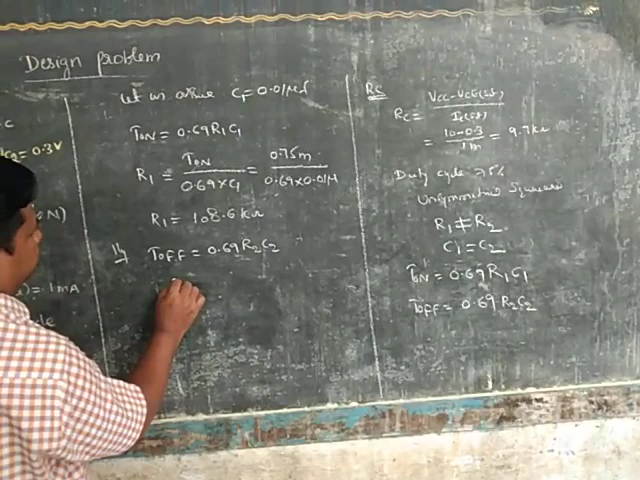 Design problem
C
= 0.3V
N)
= 1mA
Let us assume C1 = 0.01μf
TON = 0.69R1C1
R1 = TON / 0.69×C1 = 0.75m / 0.69×0.01μ
R1 = 108.6kΩ
TOFF = 0.69R2C2
RC
RC = VCC-VCE(sat) / IC(sat)
= 10-0.3 / 1m = 9.7kΩ
Duty cycle 75%
Unsymmetric Square
R1 ≠ R2.
C1 = C2
TON = 0.69R1C1
TOFF = 0.69R2C2